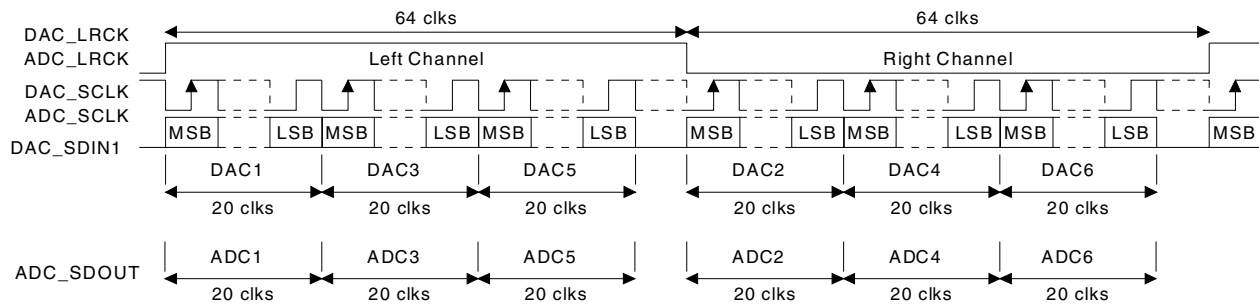 64 clks 64 clks
DAC_LRCK
ADC_LRCK Left Channel Right Channel
DAC_SCLK
ADC_SCLK
DAC_SDIN1 MSB LSB MSB LSB MSB LSB MSB LSB MSB LSB MSB LSB MSB
DAC1 DAC3 DAC5 DAC2 DAC4 DAC6
20 clks 20 clks 20 clks 20 clks 20 clks 20 clks
ADC_SDOUT ADC1 ADC3 ADC5 ADC2 ADC4 ADC6
20 clks 20 clks 20 clks 20 clks 20 clks 20 clks